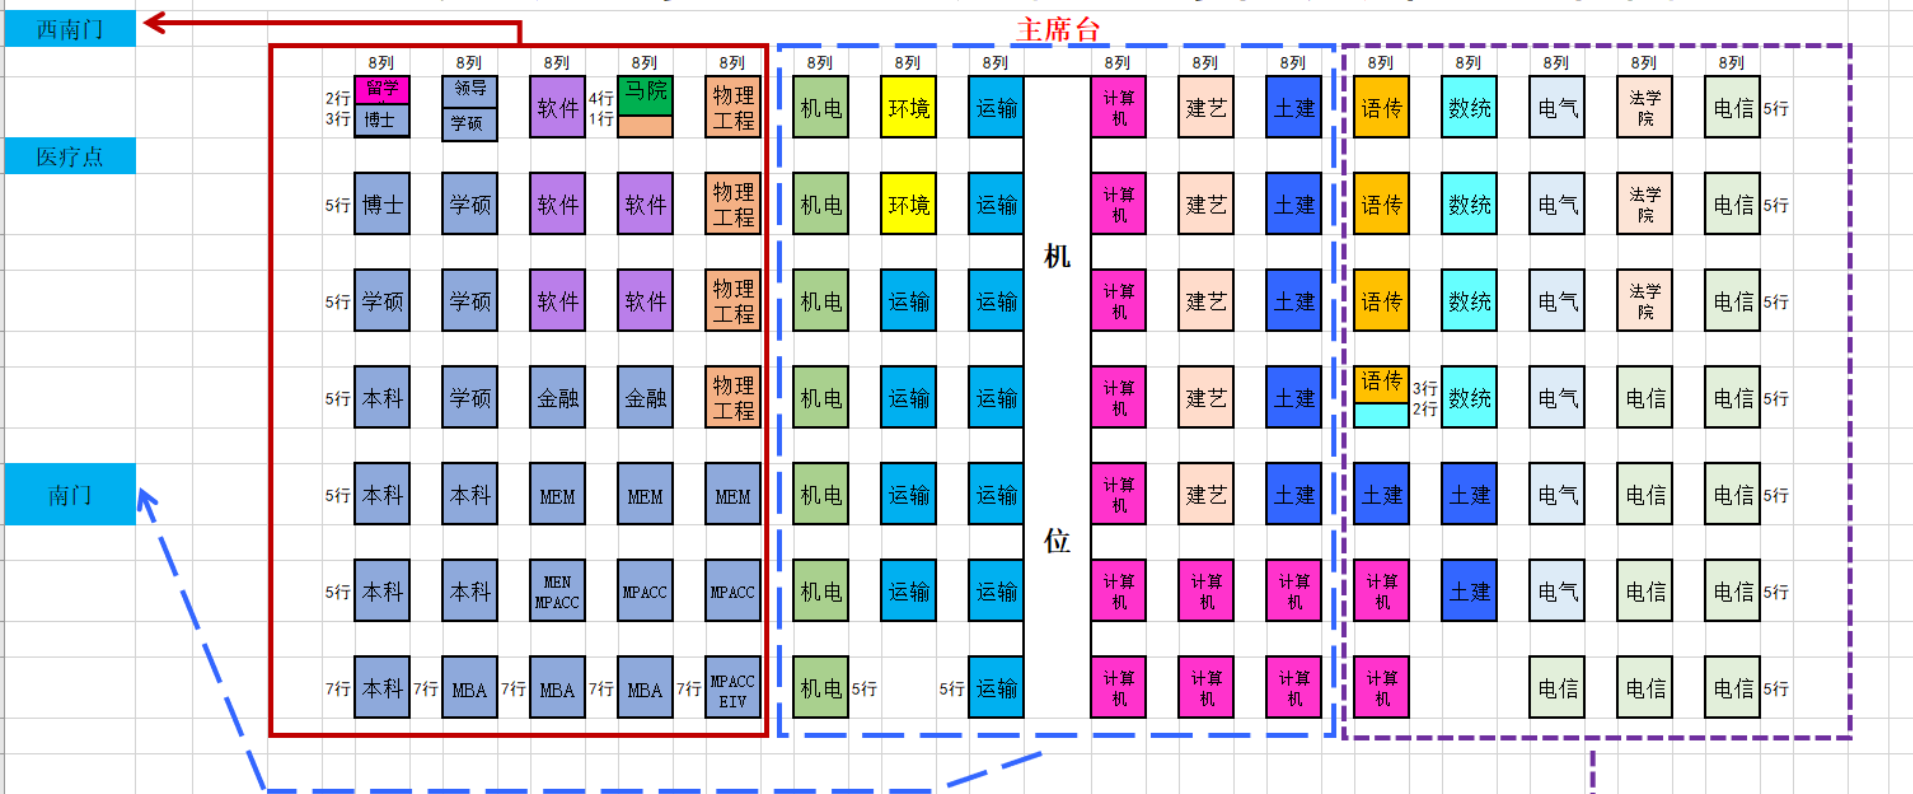 西南门
主席台
8列 8列 8列 8列 8列 8列 8列 8列 8列 8列 8列 8列 8列 8列 8列 8列
2行 留学 领导 软件 4行 马院 物理工程 机电 环境 运输 计算机 建艺 土建 语传 数统 电气 法学院 电信 5行
3行 博士 学硕 1行
医疗点
5行 博士 学硕 软件 软件 物理工程 机电 环境 运输 计算机 建艺 土建 语传 数统 电气 法学院 电信 5行
机
5行 学硕 学硕 软件 软件 物理工程 机电 运输 运输 计算机 建艺 土建 语传 数统 电气 法学院 电信 5行
5行 本科 学硕 金融 金融 物理工程 机电 运输 运输 计算机 建艺 土建 语传 3行 数统 电气 电信 电信 5行
2行
南门
5行 本科 本科 MEM MEM MEM 机电 运输 运输 计算机 建艺 土建 土建 土建 电气 电信 电信 5行
位
5行 本科 本科 MEN MPACC MPACC MPACC 机电 运输 运输 计算机 计算机 计算机 计算机 土建 电气 电信 电信 5行
7行 本科 7行 MBA 7行 MBA 7行 MBA 7行 MPACC EIV 机电 5行 5行 运输 计算机 计算机 计算机 计算机 电信 电信 电信 5行